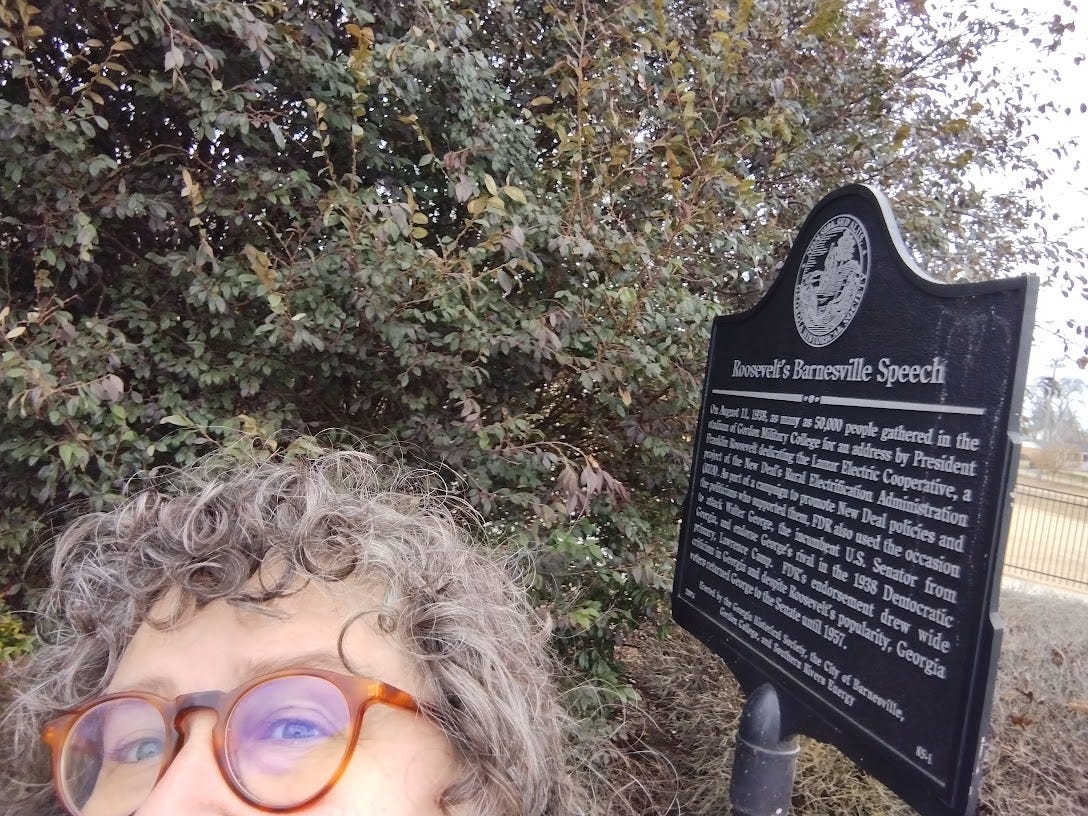 Roosevelt's Barnesville Speech
On August 11, 1938, as many as 50,000 people gathered in the
stadium of Gordon Military College for an address by President
Franklin Roosevelt dedicating the Lamar Electric Cooperative, a
project of the New Deal's Rural Electrification Administration
(REA). As part of a campaign to promote New Deal policies and
the politicians who supported them, FDR also used the occasion
to attack Walter George, the incumbent U.S. Senator from
Georgia, and endorse George's rival in the 1938 Democratic
primary, Lawrence Camp. FDR's endorsement drew wide
criticism in Georgia and despite Roosevelt's popularity, Georgia
voters returned George to the Senate until 1957.
Erected by the Georgia Historical Society, the City of Barnesville,
Gordon College, and Southern Rivers Energy
85-1